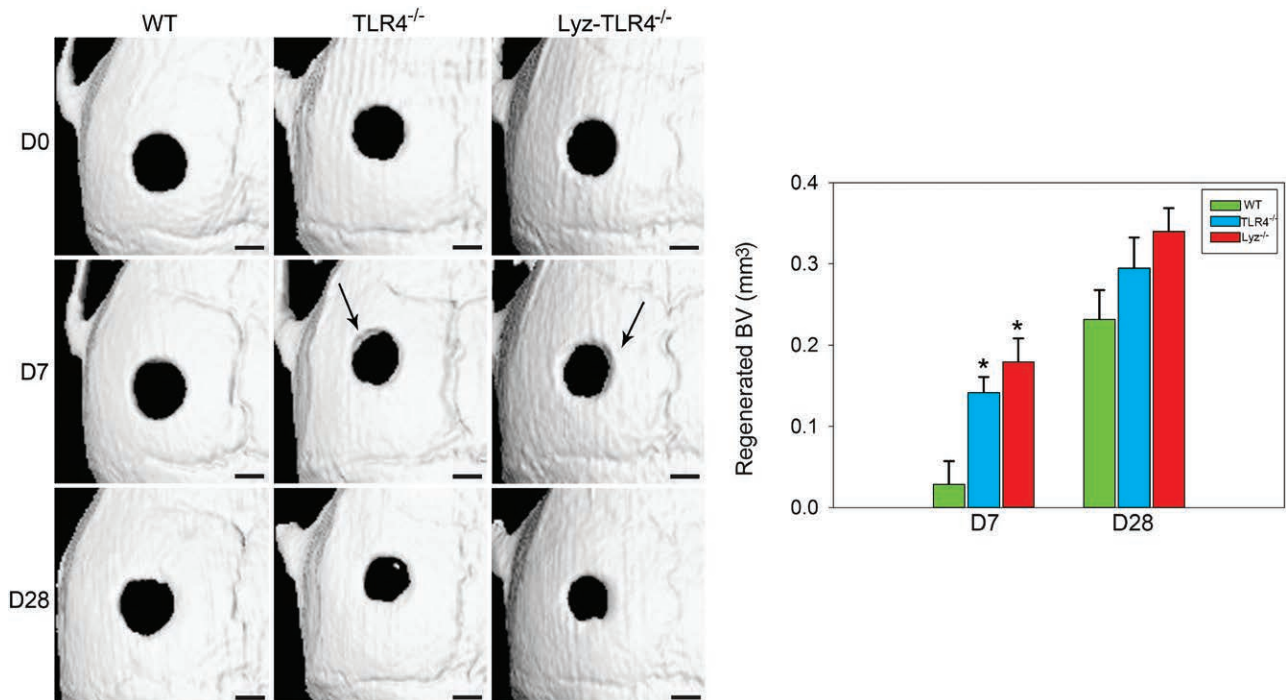 WT TLR4-/- Lyz-TLR4-/-
D0
D7
D28
Regenerated BV (mm3)
0.4
0.3
0.2
0.1
0.0
WT
TLR4-/-
Lyz-/-
* *
D7 D28